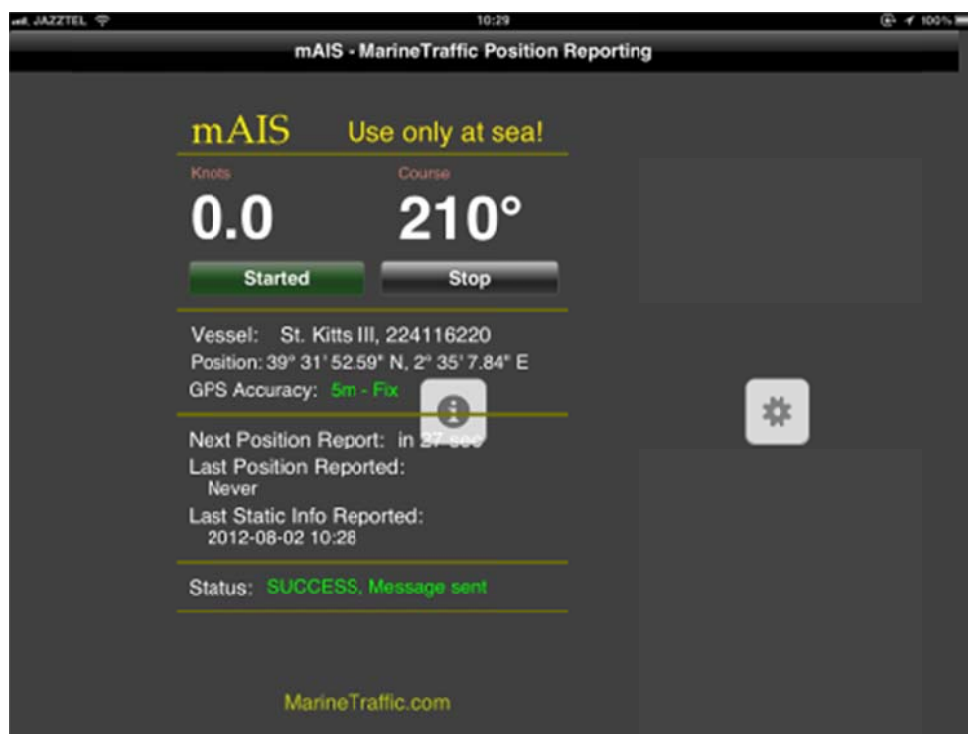 JAZZTEL 10:29 100%
mAIS - MarineTraffic Position Reporting
mAIS Use only at sea!
Knots Course
0.0 210°
Started Stop
Vessel: St. Kitts III, 224116220
Position: 39° 31' 52.59" N, 2° 35' 7.84" E
GPS Accuracy: 5m - Fix
Next Position Report: in 27 sec
Last Position Reported:
Never
Last Static Info Reported:
2012-08-02 10:28
Status: SUCCESS, Message sent
MarineTraffic.com